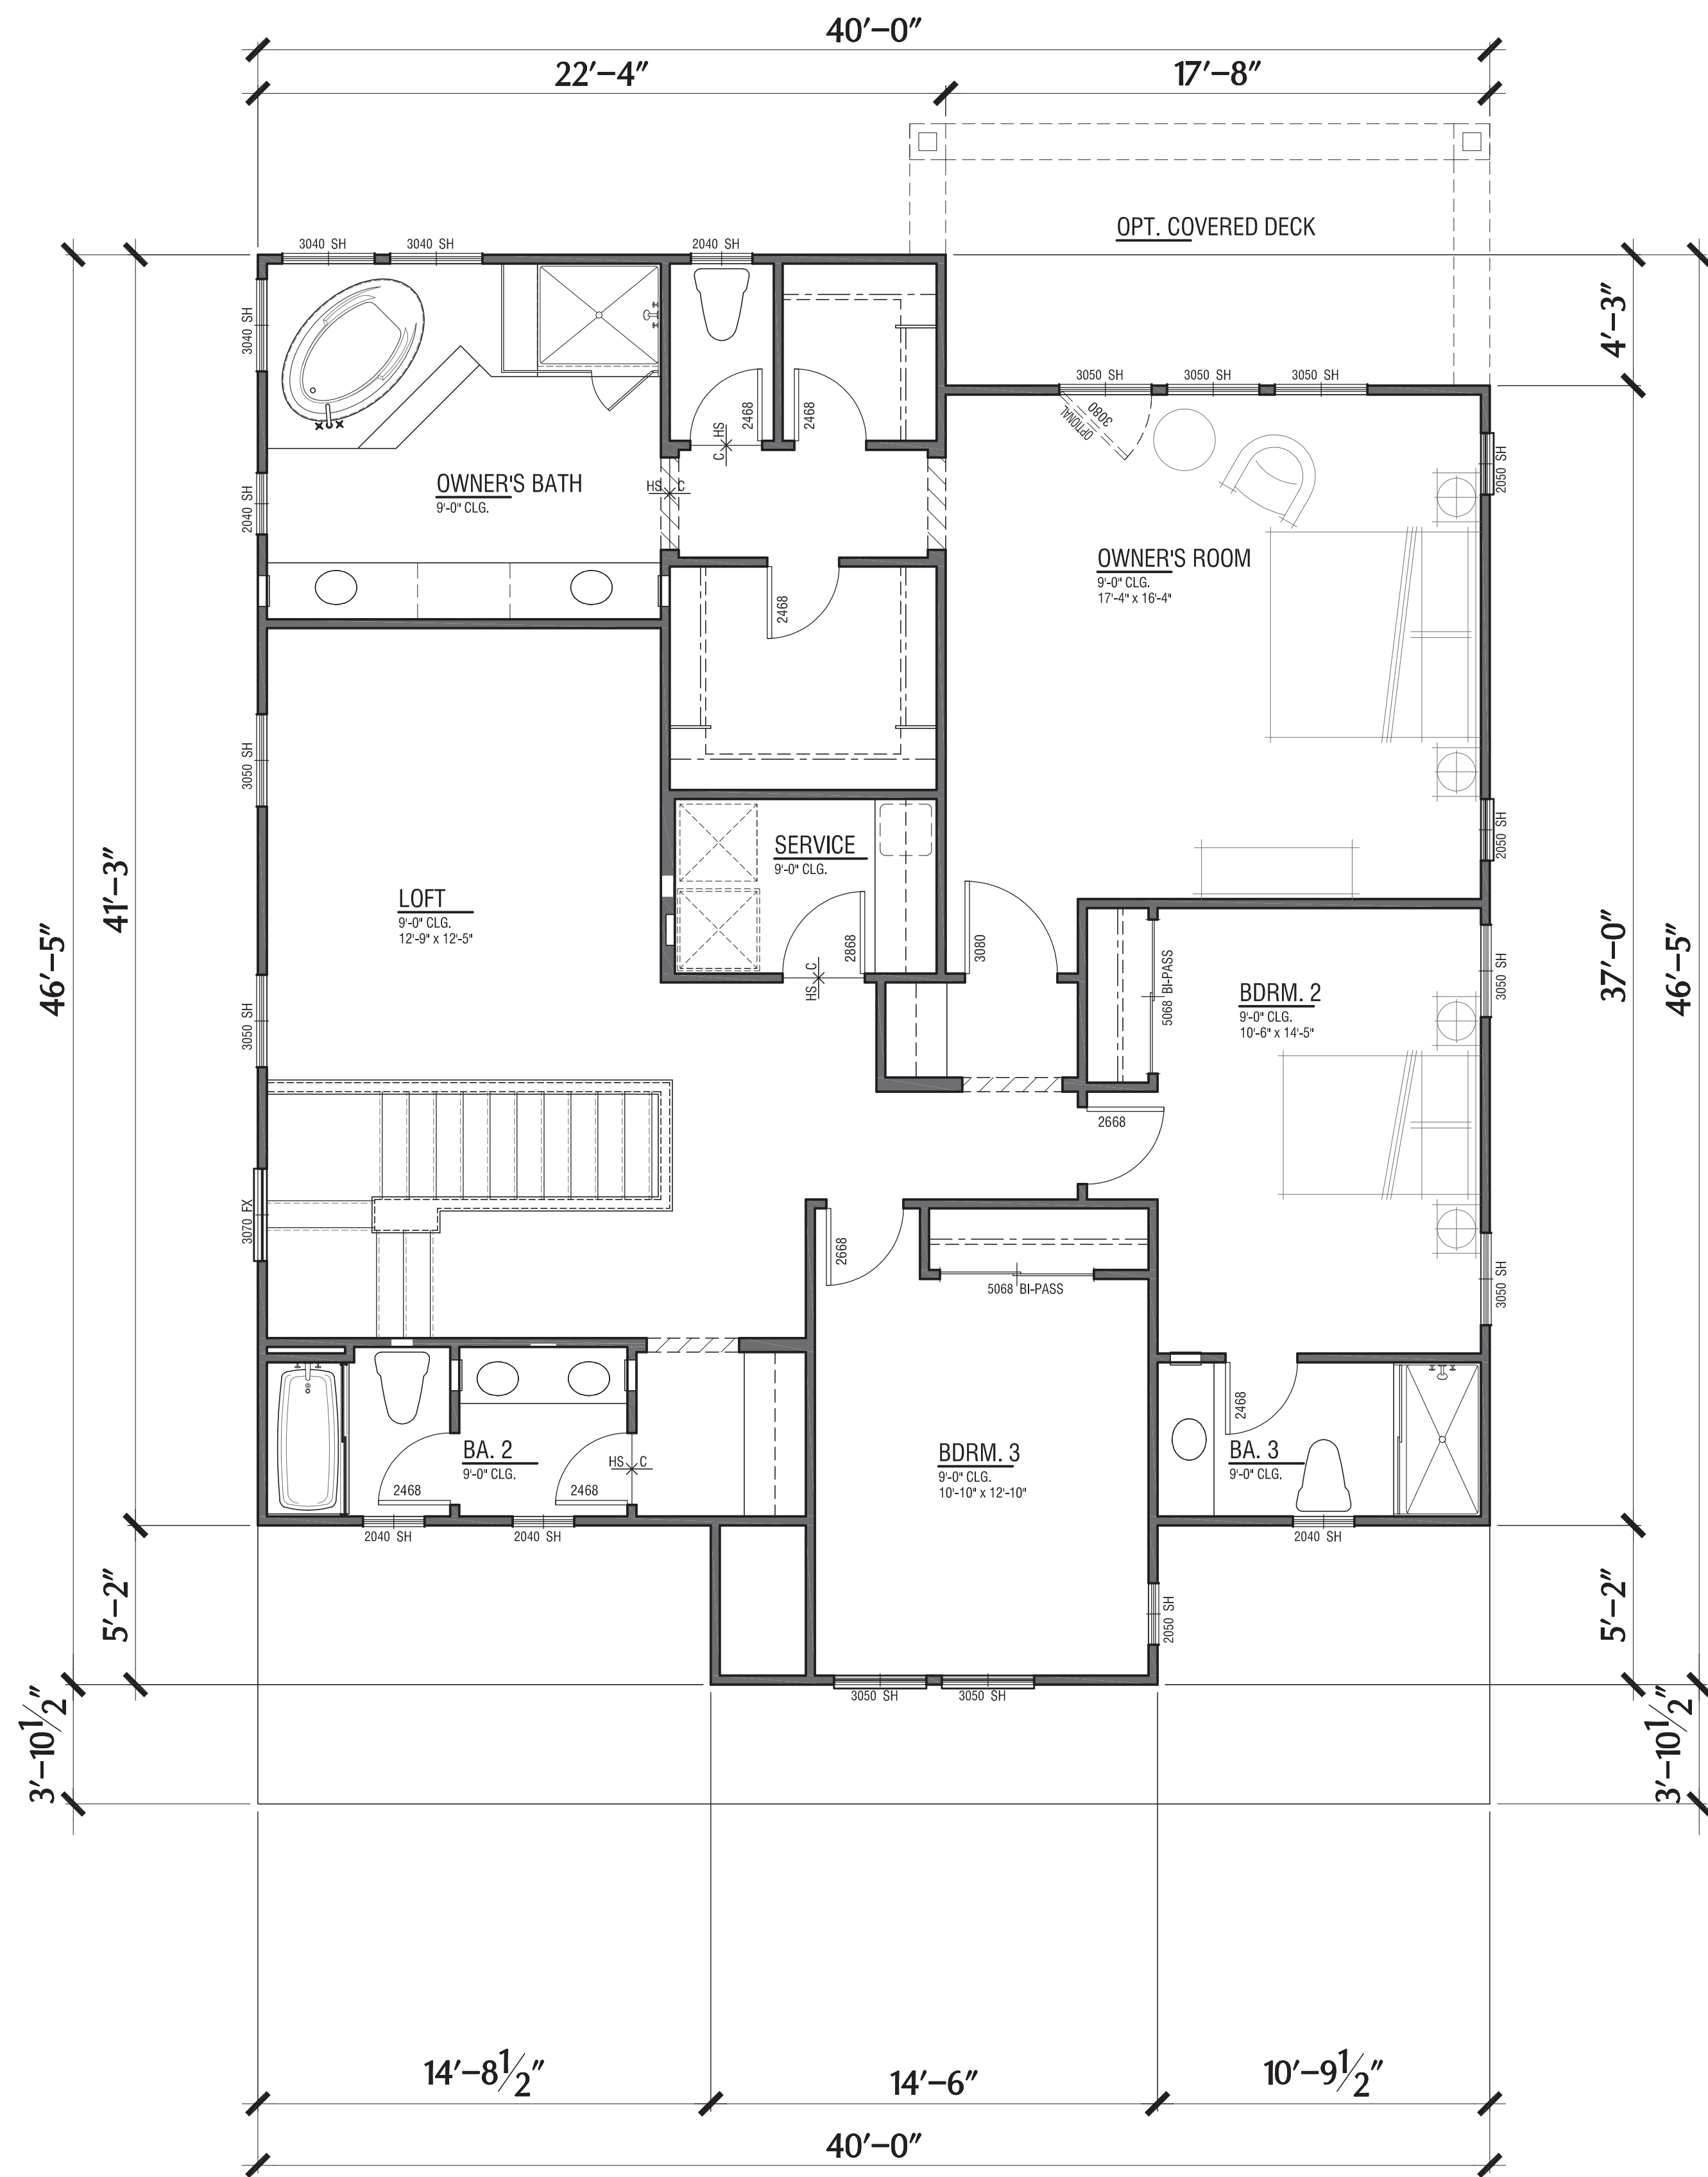 40'-0"
22'-4"
17'-8"
OPT. COVERED DECK
3040 SH
3040 SH
2040 SH
3040 SH
4'-3"
3050 SH
3050 SH
3050 SH
OPTIONAL
3080
2468
2468
C HS
HS C
2050 SH
2040 SH
OWNER'S BATH
9'-0" CLG.
OWNER'S ROOM
9'-0" CLG.
17'-4" x 16'-4"
2468
3050 SH
SERVICE
9'-0" CLG.
2050 SH
LOFT
9'-0" CLG.
12'-9" x 12'-5"
2868
HS C
3080
46'-5"
41'-3"
37'-0"
46'-5"
5068 BI-PASS
BDRM. 2
9'-0" CLG.
10'-6" x 14'-5"
3050 SH
3050 SH
2668
3070 FX
2668
5068 BI-PASS
3050 SH
BA. 2
9'-0" CLG.
HS C
2468
2468
BDRM. 3
9'-0" CLG.
10'-10" x 12'-10"
2468
BA. 3
9'-0" CLG.
2040 SH
2040 SH
2040 SH
5'-2"
2050 SH
5'-2"
3050 SH
3050 SH
3'-10 1/2"
3'-10 1/2"
14'-8 1/2"
14'-6"
10'-9 1/2"
40'-0"